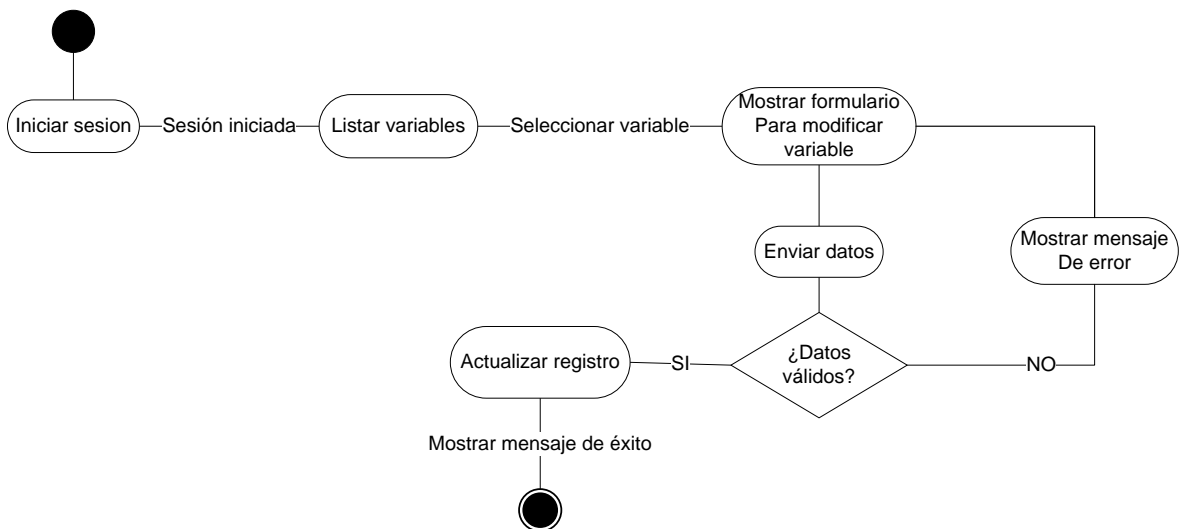 Iniciar sesion
Sesión iniciada
Listar variables
Seleccionar variable
Mostrar formulario
Para modificar
variable
Enviar datos
Mostrar mensaje
De error
¿Datos
válidos?
SI
NO
Actualizar registro
Mostrar mensaje de éxito